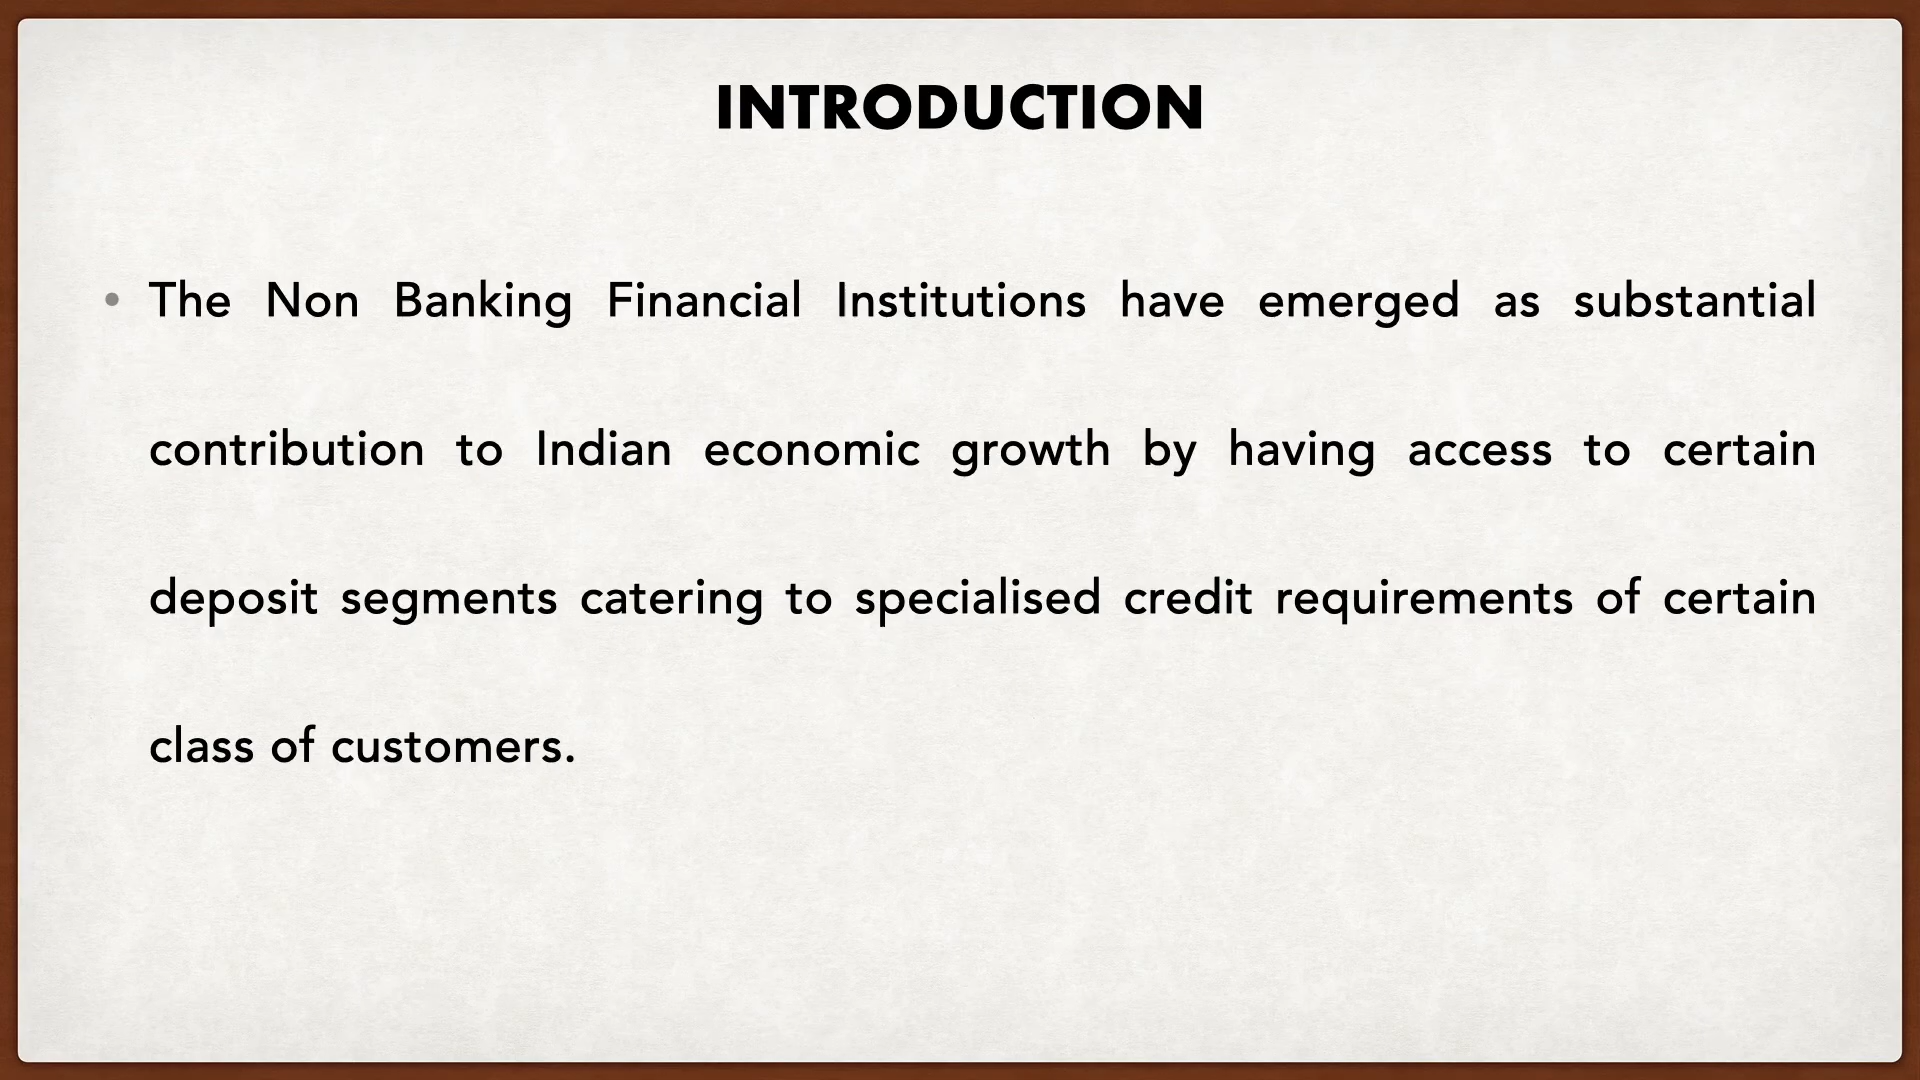 INTRODUCTION
• The Non Banking Financial Institutions have emerged as substantial
contribution to Indian economic growth by having access to certain
deposit segments catering to specialised credit requirements of certain
class of customers.